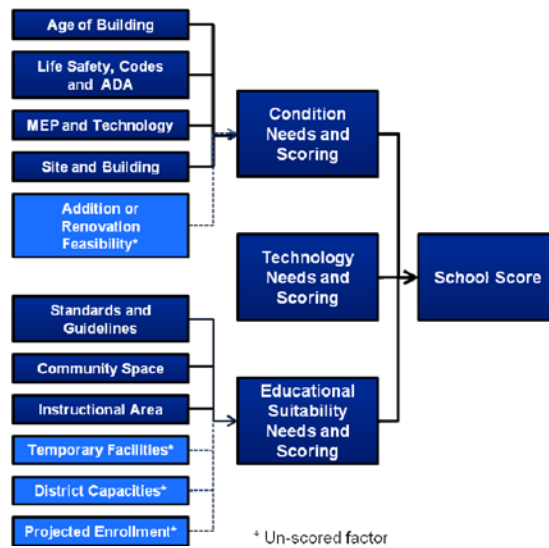 Age of Building
Life Safety, Codes
and ADA
MEP and Technology
Site and Building
Addition or
Renovation
Feasibility*
Condition
Needs and
Scoring
Technology
Needs and
Scoring
School Score
Standards and
Guidelines
Community Space
Instructional Area
Temporary Facilities*
District Capacities*
Projected Enrollment*
Educational
Suitability
Needs and
Scoring
* Un-scored factor